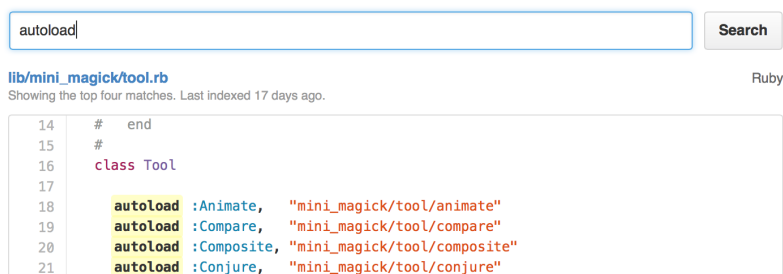 autoload
Search
lib/mini_magick/tool.rb
Ruby
Showing the top four matches. Last indexed 17 days ago.
14 #   end
15 #
16 class Tool
17
18   autoload :Animate,   "mini_magick/tool/animate"
19   autoload :Compare,   "mini_magick/tool/compare"
20   autoload :Composite, "mini_magick/tool/composite"
21   autoload :Conjure,   "mini_magick/tool/conjure"